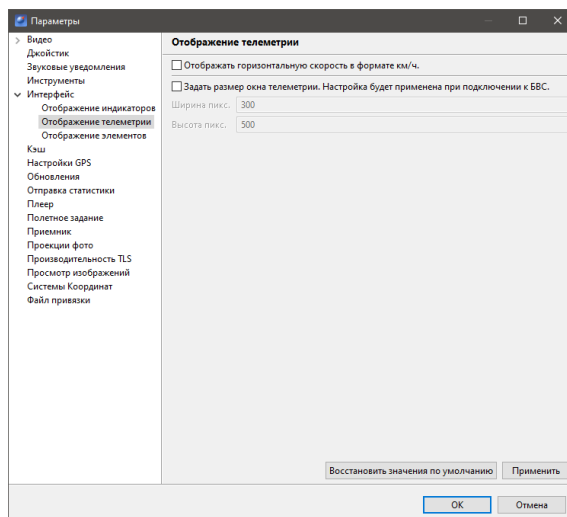 Параметры
Видео
Джойстик
Звуковые уведомления
Инструменты
Интерфейс
Отображение индикаторов
Отображение телеметрии
Отображение элементов
Кэш
Настройки GPS
Обновления
Отправка статистики
Плеер
Полетное задание
Приемник
Проекции фото
Производительность TLS
Просмотр изображений
Системы Координат
Файл привязки
Отображение телеметрии
Отображать горизонтальную скорость в формате км/ч.
Задать размер окна телеметрии. Настройка будет применена при подключении к БВС.
Ширина пикс. 300
Высота пикс. 500
Восстановить значения по умолчанию Применить
OK Отмена